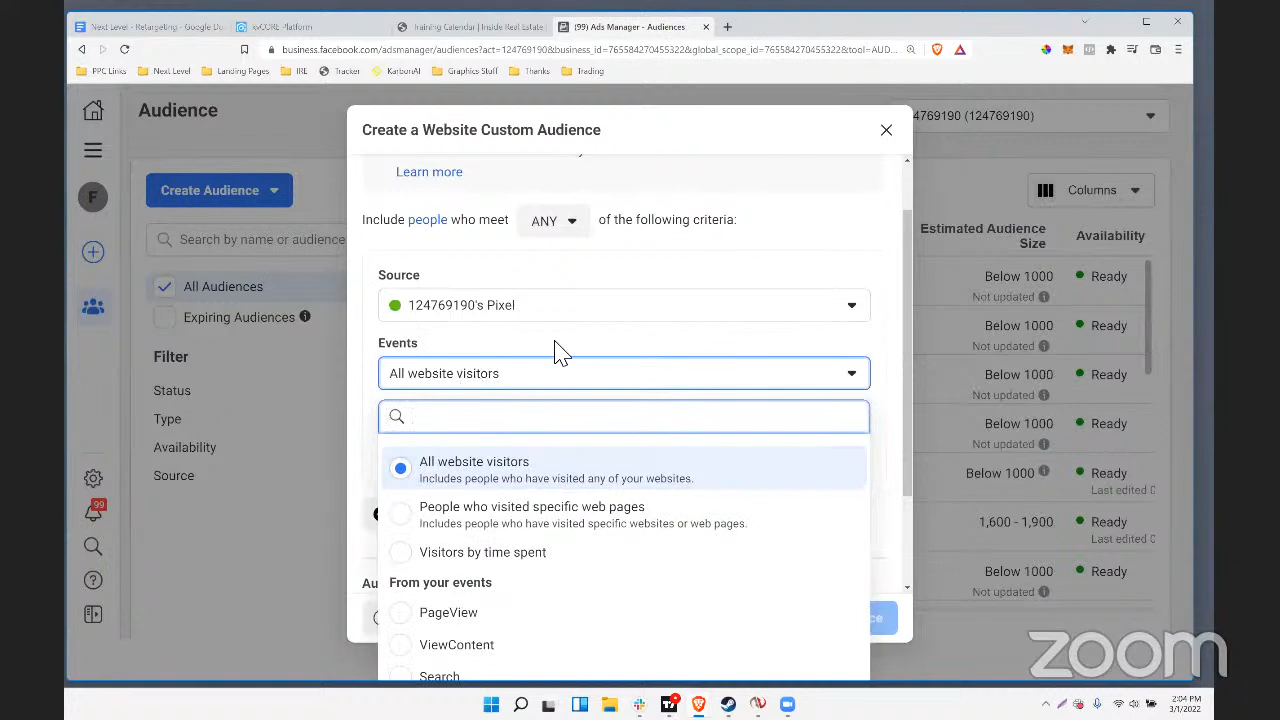 Next Level - Retargeting - Google Do
kvCORE Platform
Training Calendar | Inside Real Estate
(99) Ads Manager - Audiences
business.facebook.com/adsmanager/audiences?act=124769190&business_id=765584270455322&global_scope_id=765584270455322&tool=AUD...
PPC Links
Next Level
Landing Pages
IRE
Tracker
KarbonAI
Graphics Stuff
Thanks
Trading
Audience
Create a Website Custom Audience
4769190 (124769190)
Learn more
Create Audience
Columns
Include people who meet ANY of the following criteria:
F
Search by name or audience
Estimated Audience Size
Availability
Source
All Audiences
124769190's Pixel
Below 1000
Ready
Not updated
Expiring Audiences
Below 1000
Ready
Not updated
Events
Filter
All website visitors
Below 1000
Ready
Not updated
Status
Type
Below 1000
Ready
Not updated
Availability
All website visitors
Includes people who have visited any of your websites.
Below 1000
Ready
Last edited
Source
99
People who visited specific web pages
Includes people who have visited specific websites or web pages.
1,600 - 1,900
Ready
Last edited
Visitors by time spent
Below 1000
Ready
Not updated
Au
From your events
PageView
ce
ViewContent
Search
zoom
2:04 PM
3/1/2022